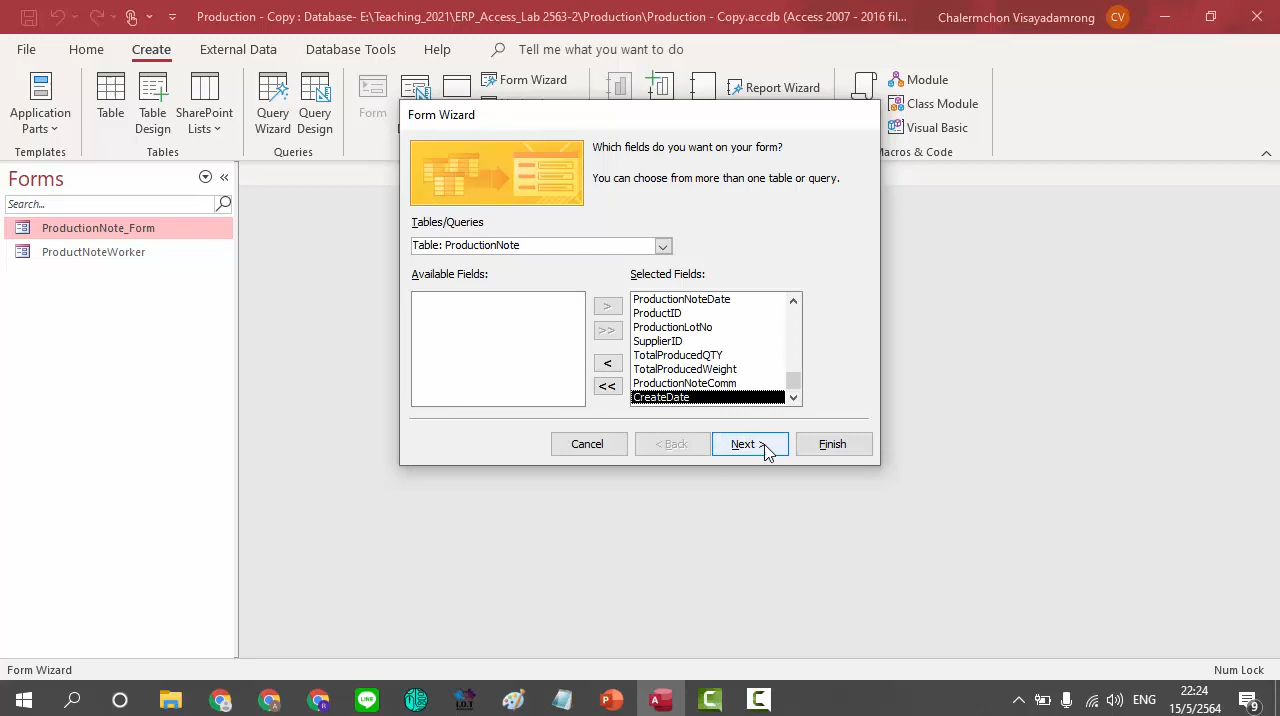 Production - Copy : Database- E:\Teaching_2021\ERP_Access_Lab 2563-2\Production\Production - Copy.accdb (Access 2007 - 2016 fil...
Chalermchon Visayadamrong
CV
File
Home
Create
External Data
Database Tools
Help
Tell me what you want to do
Application
Parts
Templates
Table
Table
Design
SharePoint
Lists
Tables
Query
Wizard
Query
Design
Queries
Form
Form Wizard
Report Wizard
Module
Class Module
Visual Basic
Macros & Code
Forms
Search...
ProductionNote_Form
ProductNoteWorker
Form Wizard
Which fields do you want on your form?
You can choose from more than one table or query.
Tables/Queries
Table: ProductionNote
Available Fields:
Selected Fields:
ProductionNoteDate
ProductID
ProductionLotNo
SupplierID
TotalProducedQTY
TotalProducedWeight
ProductionNoteComm
CreateDate
>
>>
<
<<
Cancel
< Back
Next >
Finish
Form Wizard
Num Lock
LINE
I.O.T
ENG
22:24
15/5/2564
9